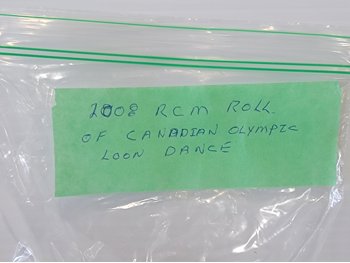 2008 RCM ROLL.
OF CANADIAN OLYMPIC
LOON DANCE